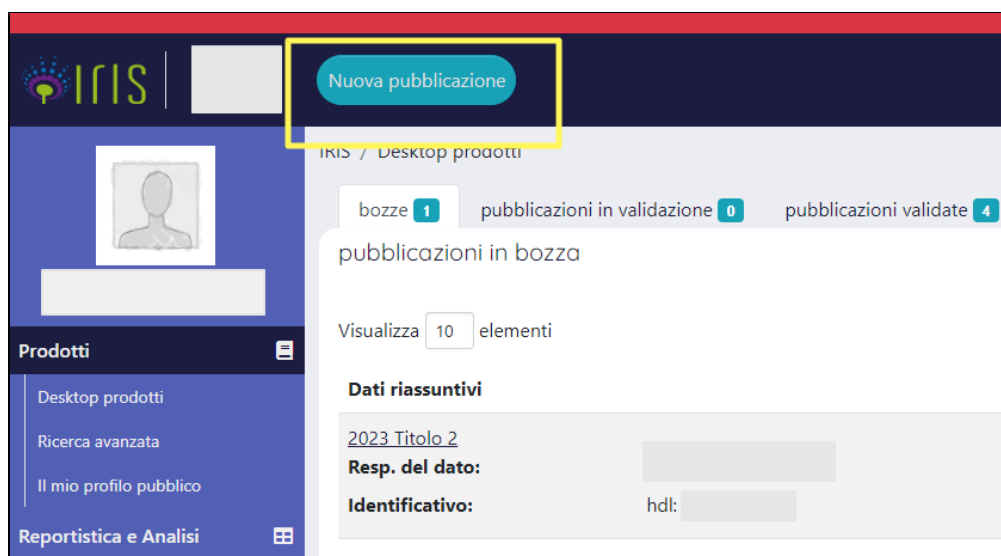 IRIS
Nuova pubblicazione
IRIS / Desktop prodotti
bozze 1 pubblicazioni in validazione 0 pubblicazioni validate 4
pubblicazioni in bozza
Visualizza 10 elementi
Prodotti
Dati riassuntivi
Desktop prodotti
Ricerca avanzata
Il mio profilo pubblico
2023 Titolo 2
Resp. del dato:
Identificativo: hdl:
Reportistica e Analisi